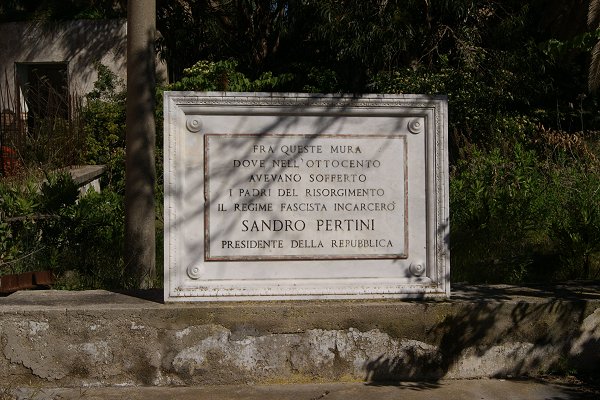 FRA QUESTE MURA
DOVE NELL'OTTOCENTO
AVEVANO SOFFERTO
I PADRI DEL RISORGIMENTO
IL REGIME FASCISTA INCARCERÒ
SANDRO PERTINI
PRESIDENTE DELLA REPUBBLICA